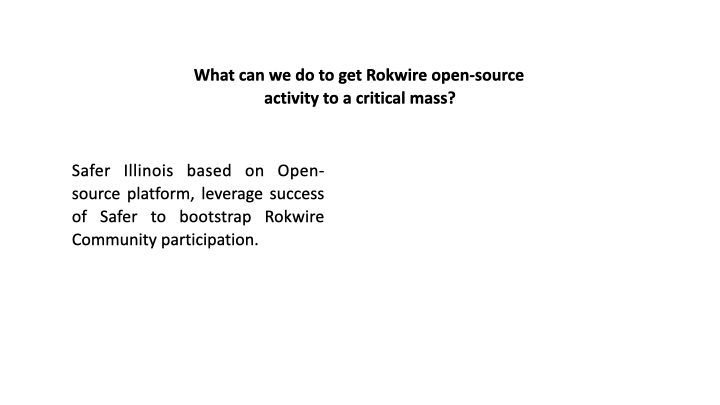 What can we do to get Rokwire open-source
activity to a critical mass?
Safer Illinois based on Open-
source platform, leverage success
of Safer to bootstrap Rokwire
Community participation.